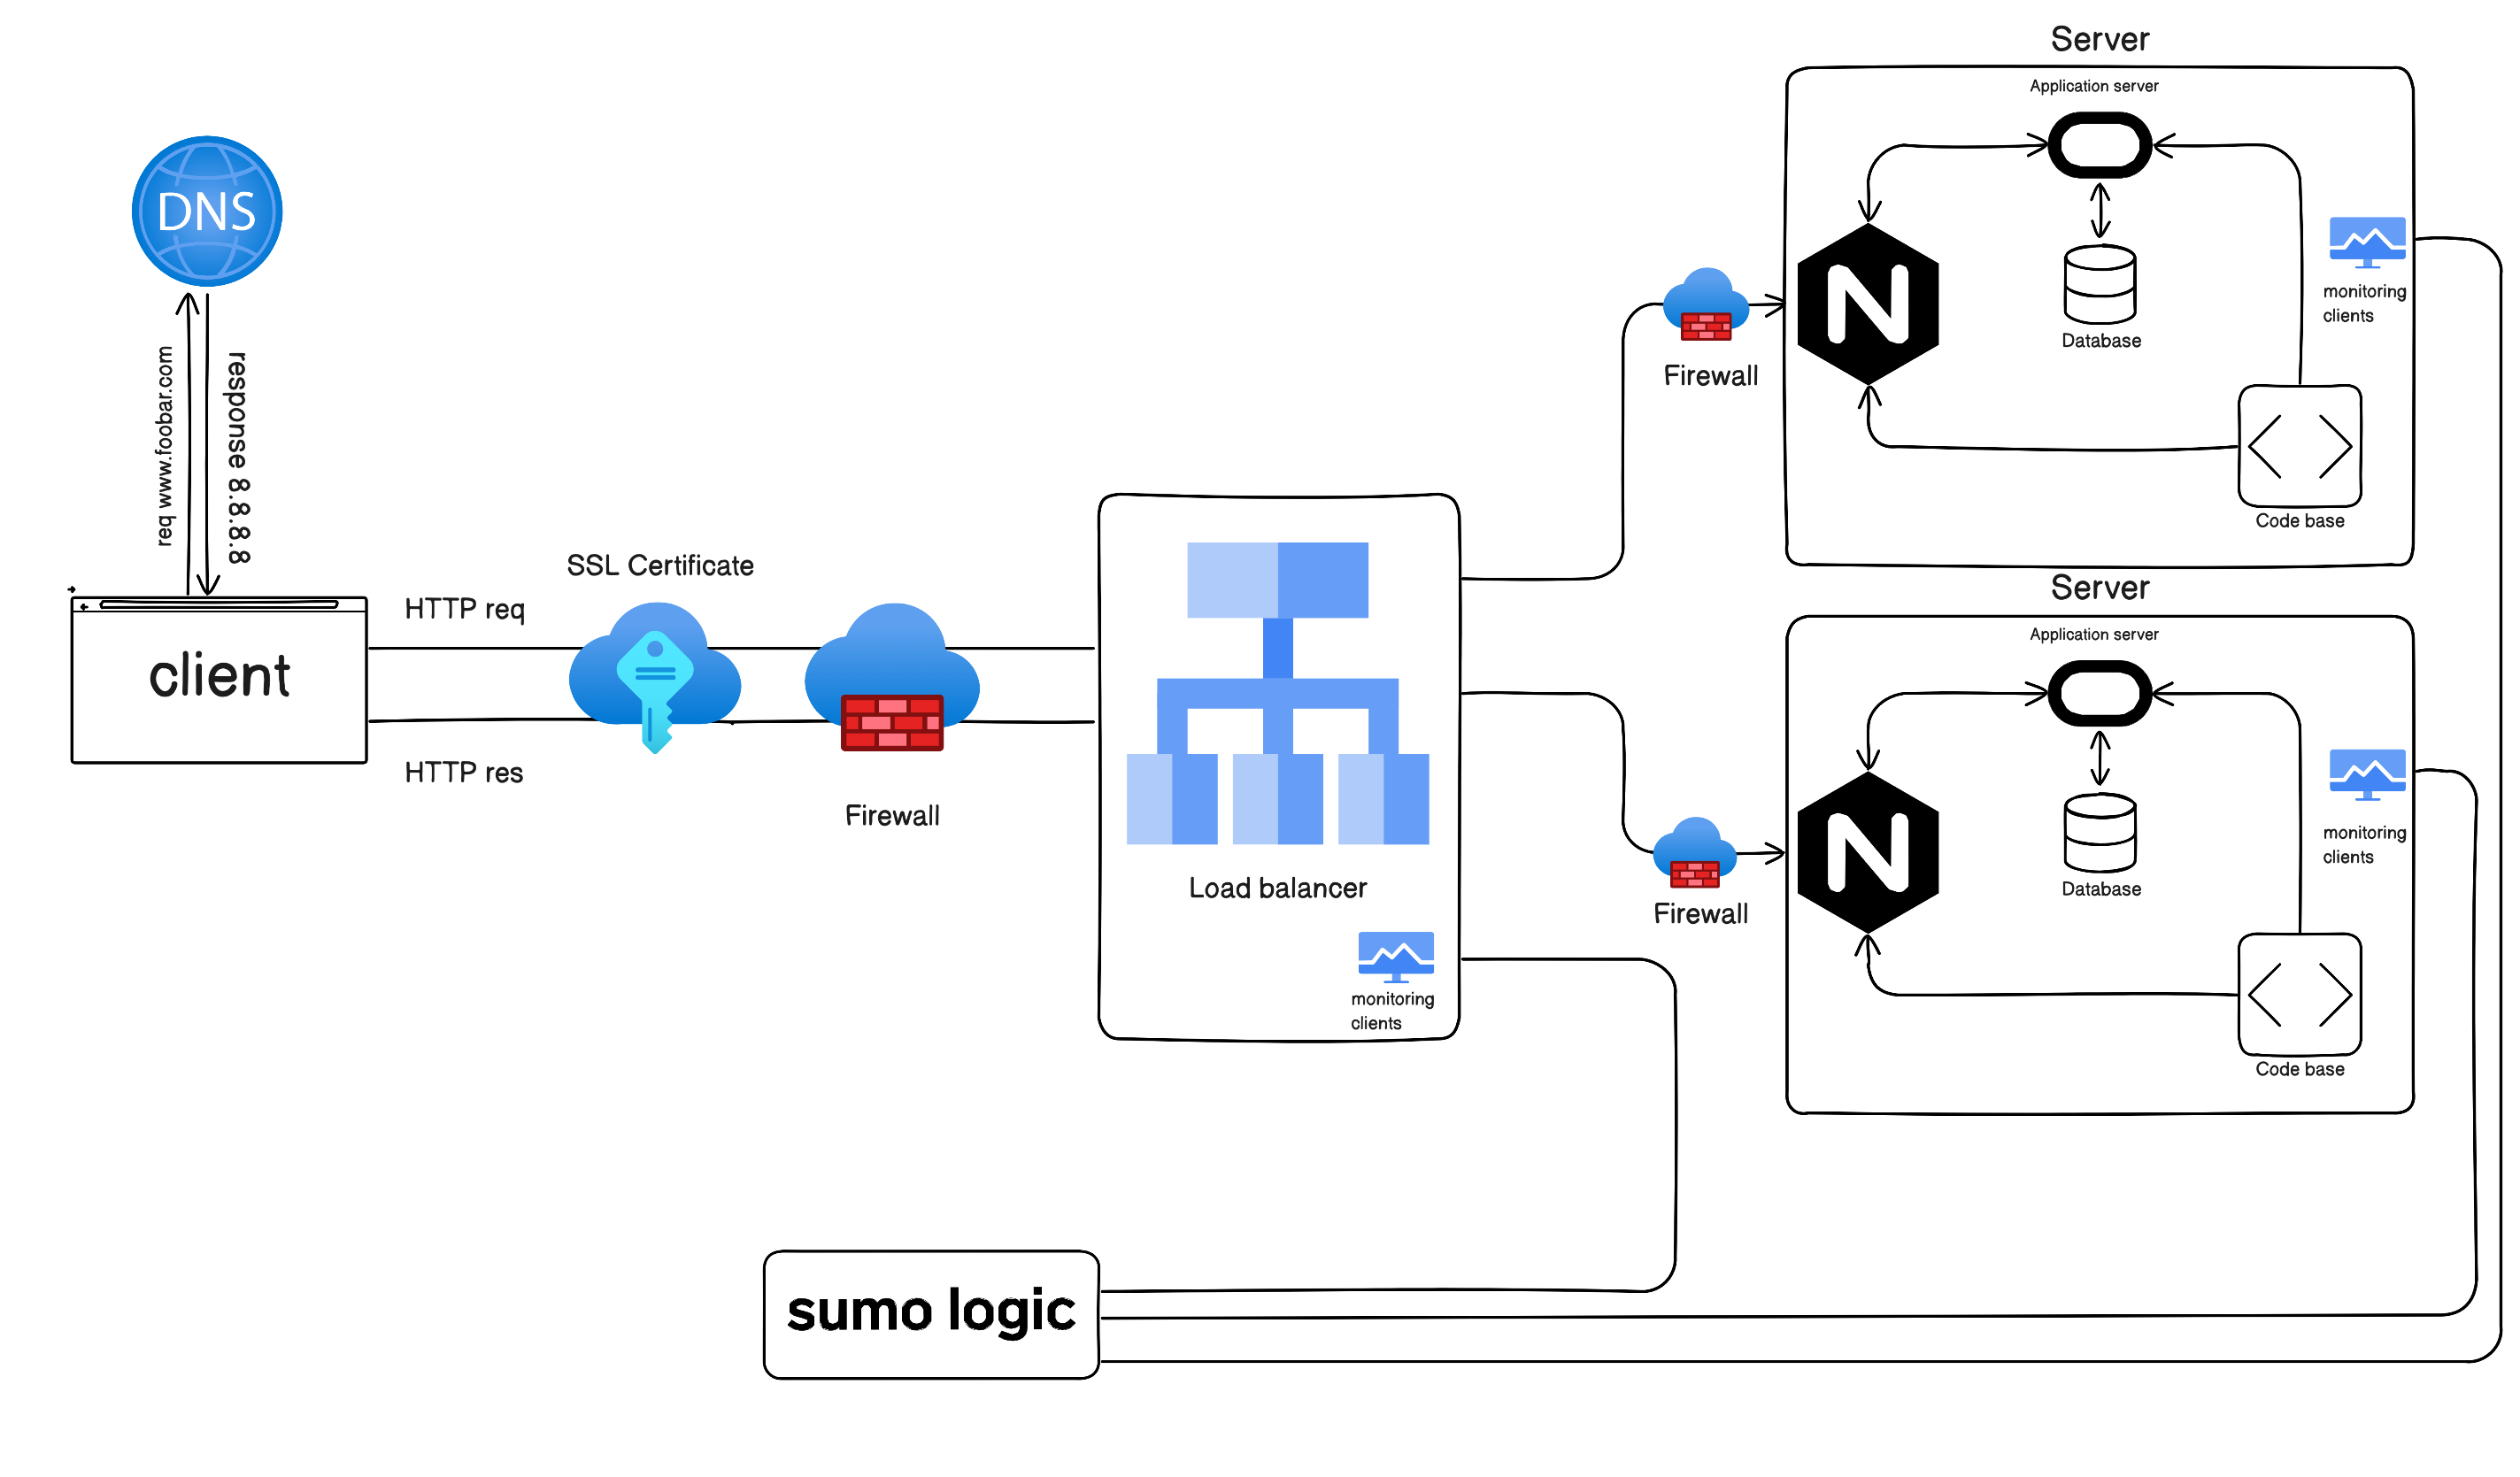 Server
Application server
DNS
monitoring
clients
Database
Firewall
req www.foobar.com
response 8.8.8.8
Code base
SSL Certificate
Server
HTTP req
Application server
client
HTTP res
Firewall
monitoring
clients
Load balancer
Database
Firewall
monitoring
clients
Code base
sumo logic